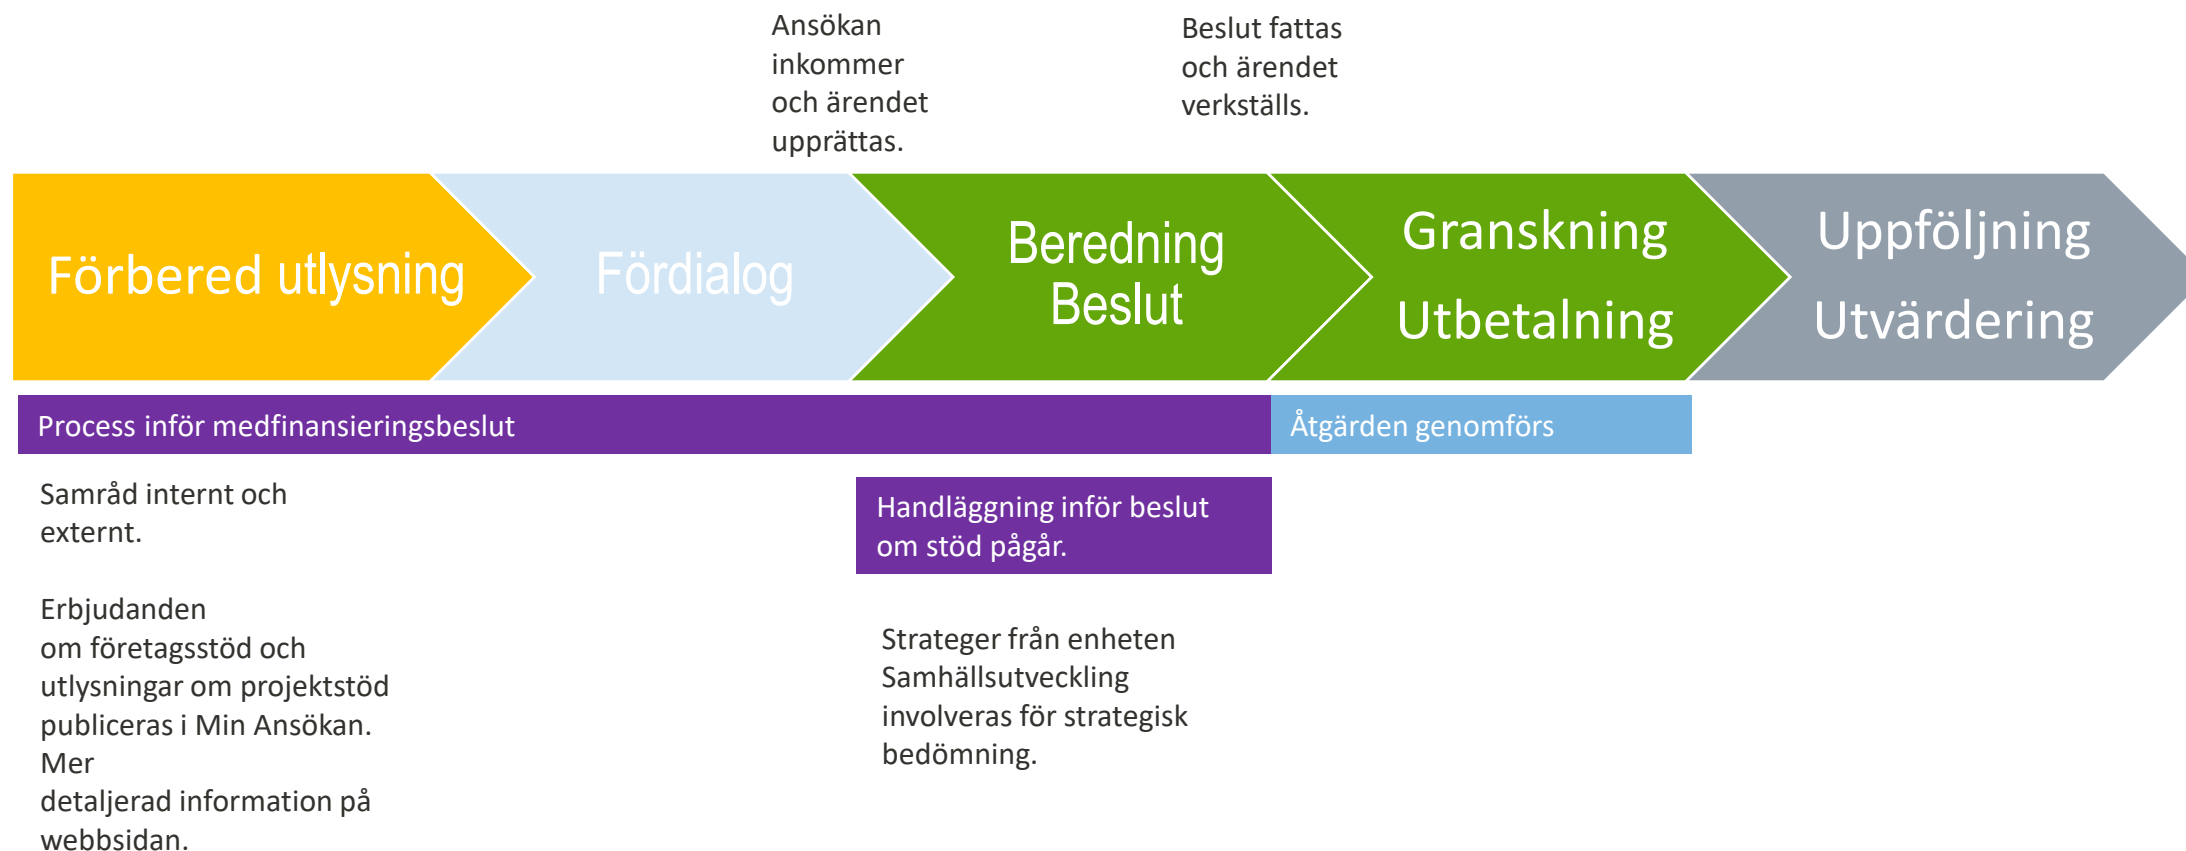 Ansökan
inkommer
och ärendet
upprättas.
Beslut fattas
och ärendet
verkställs.
Förbered utlysning
Fördialog
Beredning
Beslut
Granskning
Utbetalning
Uppföljning
Utvärdering
Process inför medfinansieringsbeslut
Åtgärden genomförs
Samråd internt och
externt.
Erbjudanden
om företagsstöd och
utlysningar om projektstöd
publiceras i Min Ansökan.
Mer
detaljerad information på
webbsidan.
Handläggning inför beslut
om stöd pågår.
Strateger från enheten
Samhällsutveckling
involveras för strategisk
bedömning.